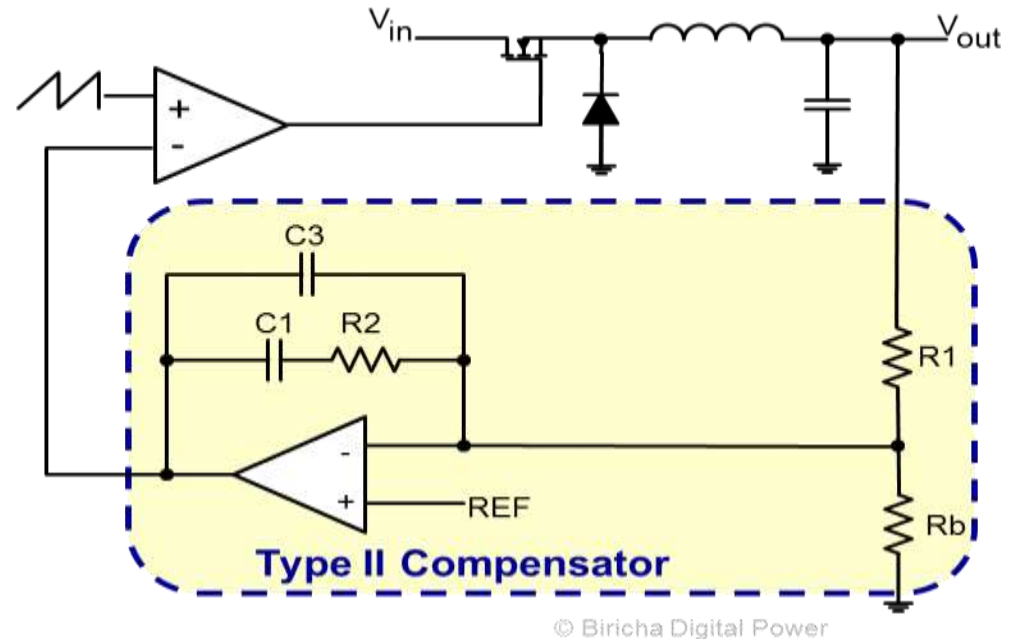 Vin
Vout
+
-
C3
C1
R2
R1
-
+
REF
Rb
Type II Compensator
© Biricha Digital Power